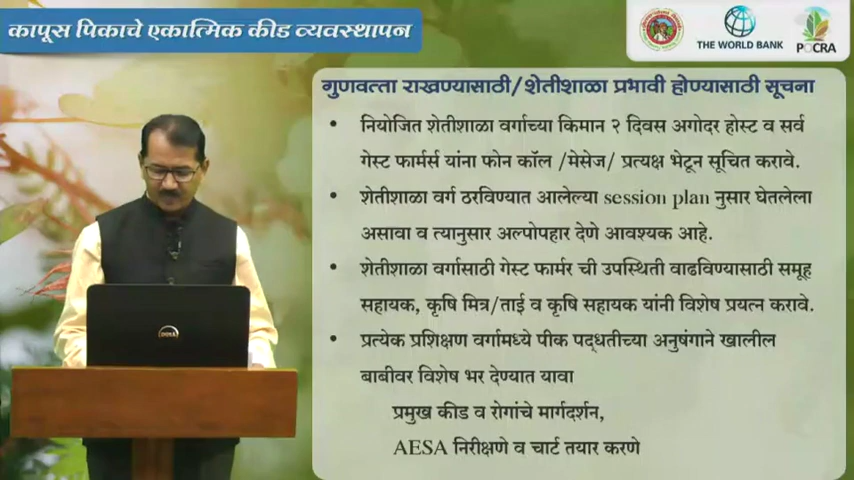 कापूस पिकाचे एकात्मिक कीड व्यवस्थापन
THE WORLD BANK
POCRA
गुणवत्ता राखण्यासाठी/शेतीशाळा प्रभावी होण्यासाठी सूचना
• नियोजित शेतीशाळा वर्गाच्या किमान २ दिवस अगोदर होस्ट व सर्व
गेस्ट फार्मर्स यांना फोन कॉल /मेसेज/ प्रत्यक्ष भेटून सूचित करावे.
• शेतीशाळा वर्ग ठरविण्यात आलेल्या session plan नुसार घेतलेला
असावा व त्यानुसार अल्पोपहार देणे आवश्यक आहे.
• शेतीशाळा वर्गासाठी गेस्ट फार्मर ची उपस्थिती वाढविण्यासाठी समूह
सहायक, कृषि मित्र/ताई व कृषि सहायक यांनी विशेष प्रयत्न करावे.
• प्रत्येक प्रशिक्षण वर्गामध्ये पीक पद्धतीच्या अनुषंगाने खालील
बाबीवर विशेष भर देण्यात यावा
प्रमुख कीड व रोगांचे मार्गदर्शन,
AESA निरीक्षणे व चार्ट तयार करणे
DELL